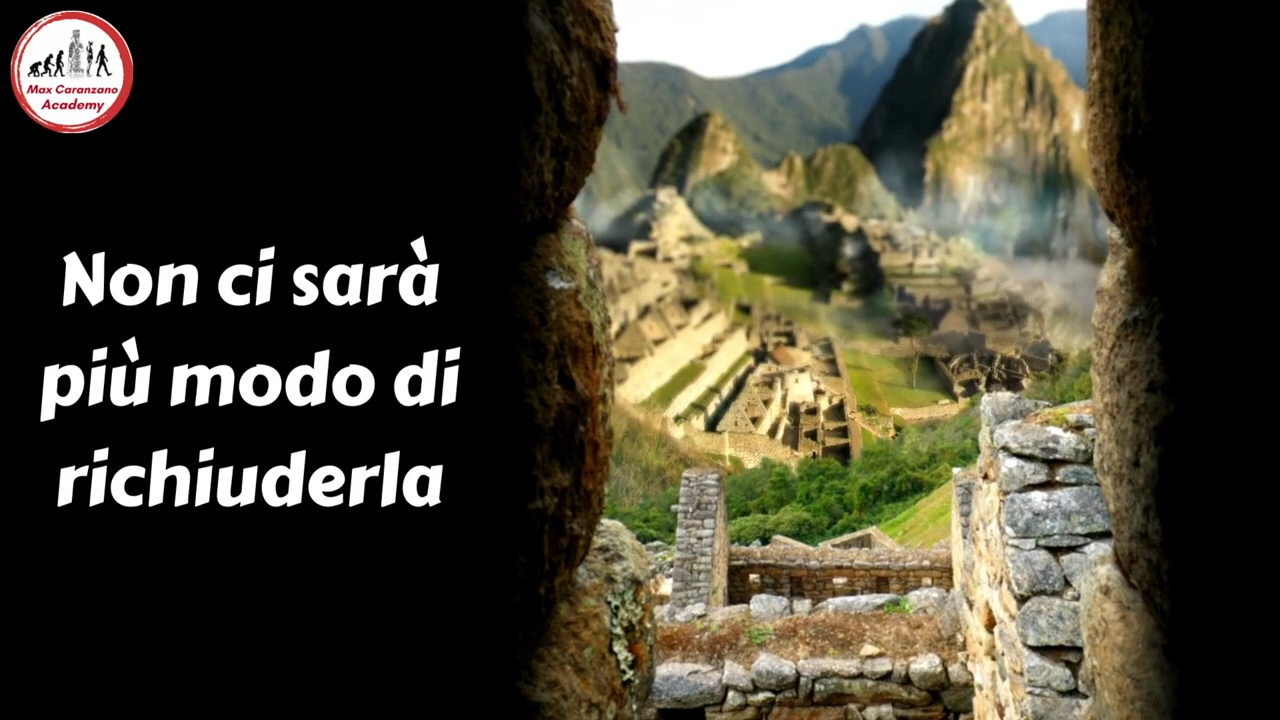 Max Caranzano
Academy
Non ci sarà
più modo di
richiuderla